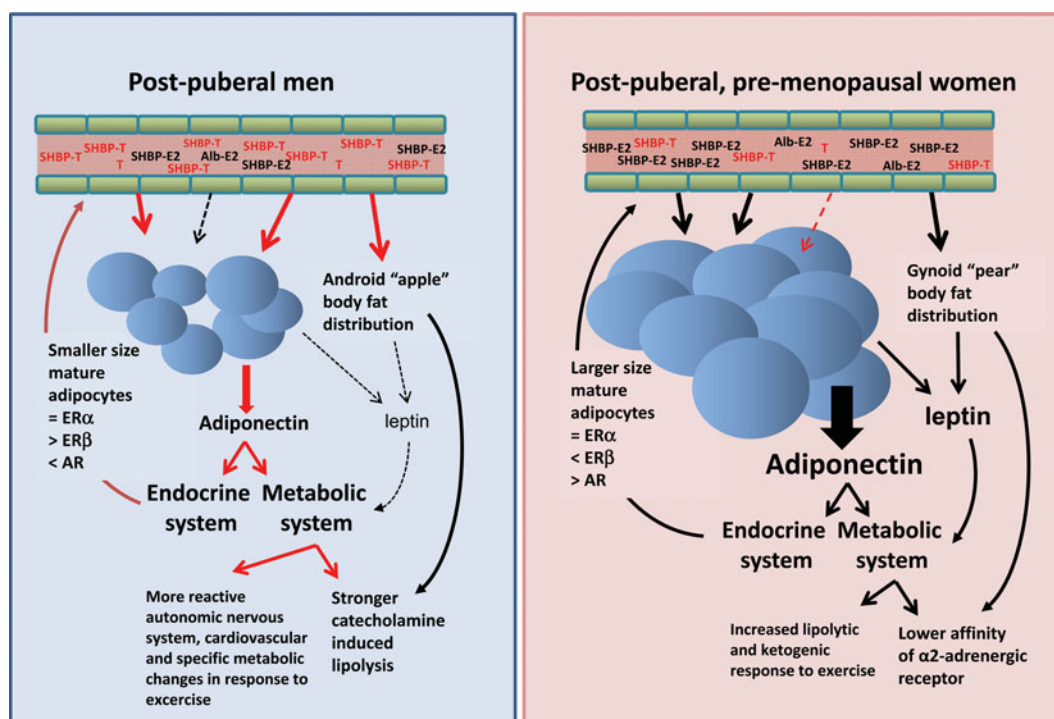 Post-puberal men
SHBP-T SHBP-T T SHBP-E2 SHBP-T Alb-E2 SHBP-T SHBP-T SHBP-E2 SHBP-T SHBP-T T SHBP-E2 SHBP-T
Android “apple”
body fat
distribution
Smaller size
mature
adipocytes
= ERα
> ERβ
< AR
Adiponectin
leptin
Endocrine
system
Metabolic
system
More reactive
autonomic nervous
system, cardiovascular
and specific metabolic
changes in response to
excercise
Stronger
catecholamine
induced
lipolysis
Post-puberal, pre-menopausal women
SHBP-E2 SHBP-T SHBP-E2 SHBP-E2 SHBP-E2 SHBP-T Alb-E2 T SHBP-E2 SHBP-E2 Alb-E2 SHBP-E2 SHBP-T
Gynoid “pear”
body fat
distribution
Larger size
mature
adipocytes
= ERα
< ERβ
> AR
leptin
Adiponectin
Endocrine
system
Metabolic
system
Increased lipolytic
and ketogenic
response to exercise
Lower affinity
of α2-adrenergic
receptor